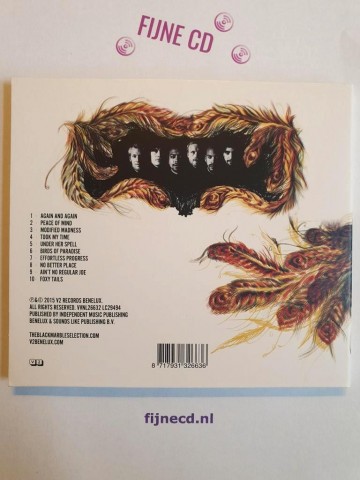 FIJNE CD
1 AGAIN AND AGAIN
2 PEACE OF MIND
3 MODIFIED MADNESS
4 TOOK MY TIME
5 UNDER HER SPELL
6 BIRDS OF PARADISE
7 EFFORTLESS PROGRESS
8 NO BETTER PLACE
9 AIN'T NO REGULAR JOE
10 FOXY TAILS
℗&© 2015 V2 RECORDS BENELUX.
ALL RIGHTS RESERVED. VVNL26632 LC29494
PUBLISHED BY INDEPENDENT MUSIC PUBLISHING
BENELUX & SOUNDS LIKE PUBLISHING B.V.
THEBLACKMARBLESELECTION.COM
V2BENELUX.COM
8 717931 326636
fijnecd.nl